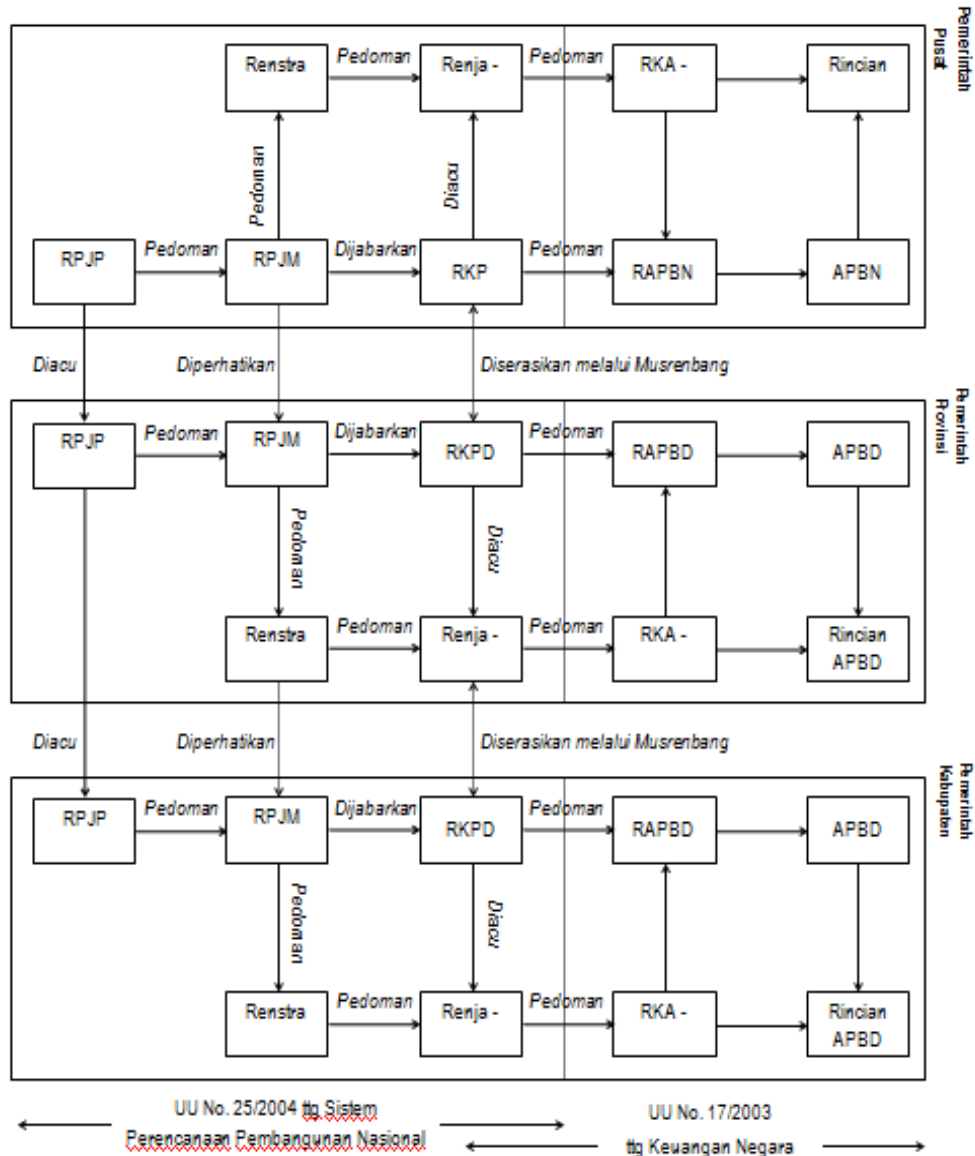 Pemerintah
Pusat
Renstra
Pedoman
Renja -
Pedoman
RKA -
Rincian
Pedoman
Diacu
RPJP
Pedoman
RPJM
Dijabarkan
RKP
Pedoman
RAPBN
APBN
Diacu
Diperhatikan
Diserasikan melalui Musrenbang
Pemerintah
Provinsi
RPJP
Pedoman
RPJM
Dijabarkan
RKPD
Pedoman
RAPBD
APBD
Pedoman
Diacu
Renstra
Pedoman
Renja -
Pedoman
RKA -
Rincian
APBD
Diacu
Diperhatikan
Diserasikan melalui Musrenbang
Pemerintah
Kabupaten
RPJP
Pedoman
RPJM
Dijabarkan
RKPD
Pedoman
RAPBD
APBD
Pedoman
Diacu
Renstra
Pedoman
Renja -
Pedoman
RKA -
Rincian
APBD
UU No. 25/2004 ttg Sistem
Perencanaan Pembangunan Nasional
UU No. 17/2003
ttg Keuangan Negara